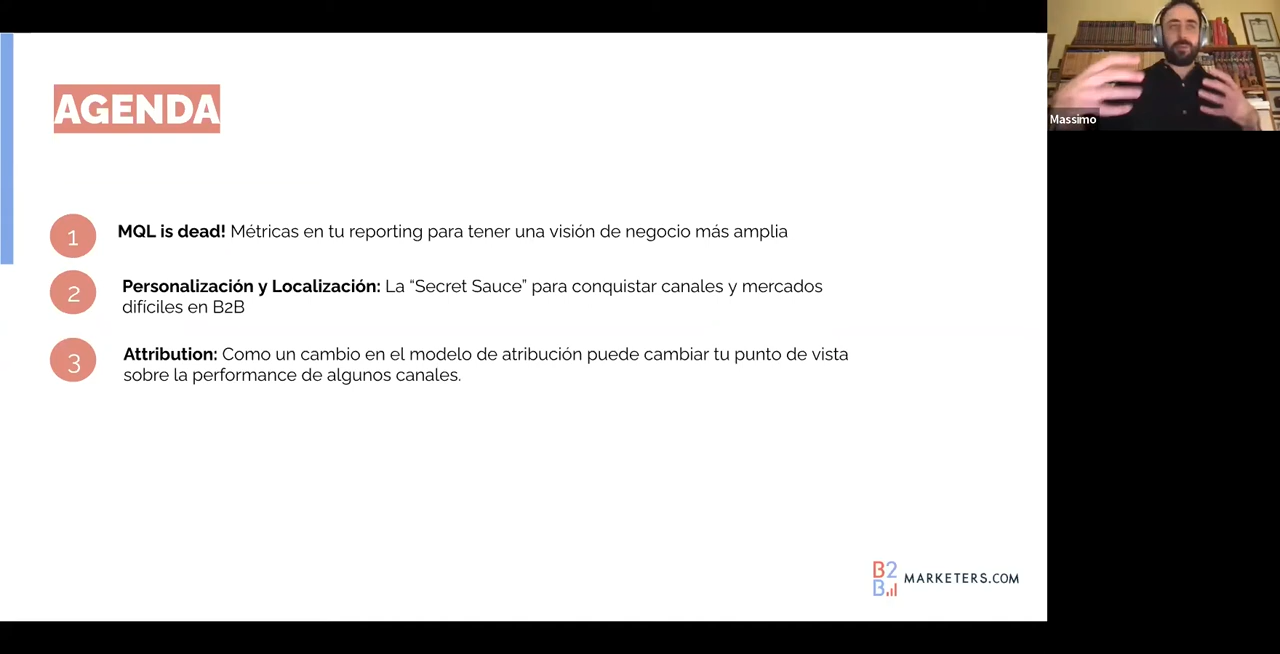 AGENDA
Massimo
1
MQL is dead! Métricas en tu reporting para tener una visión de negocio más amplia
2
Personalización y Localización: La “Secret Sauce” para conquistar canales y mercados
difíciles en B2B
3
Attribution: Como un cambio en el modelo de atribución puede cambiar tu punto de vista
sobre la performance de algunos canales.
B2B MARKETERS.COM